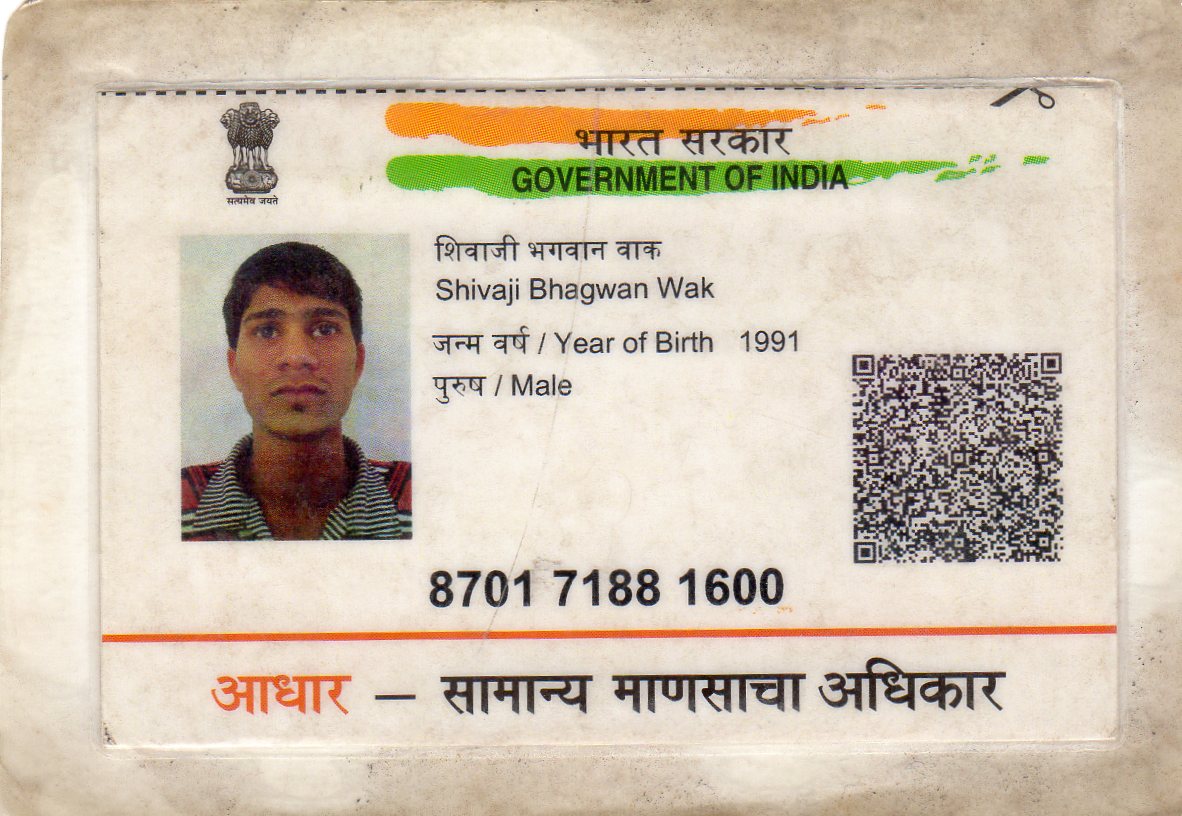 भारत सरकार
GOVERNMENT OF INDIA
सत्यमेव जयते
शिवाजी भगवान वाक
Shivaji Bhagwan Wak
जन्म वर्ष / Year of Birth 1991
पुरुष / Male
8701 7188 1600
आधार – सामान्य माणसाचा अधिकार